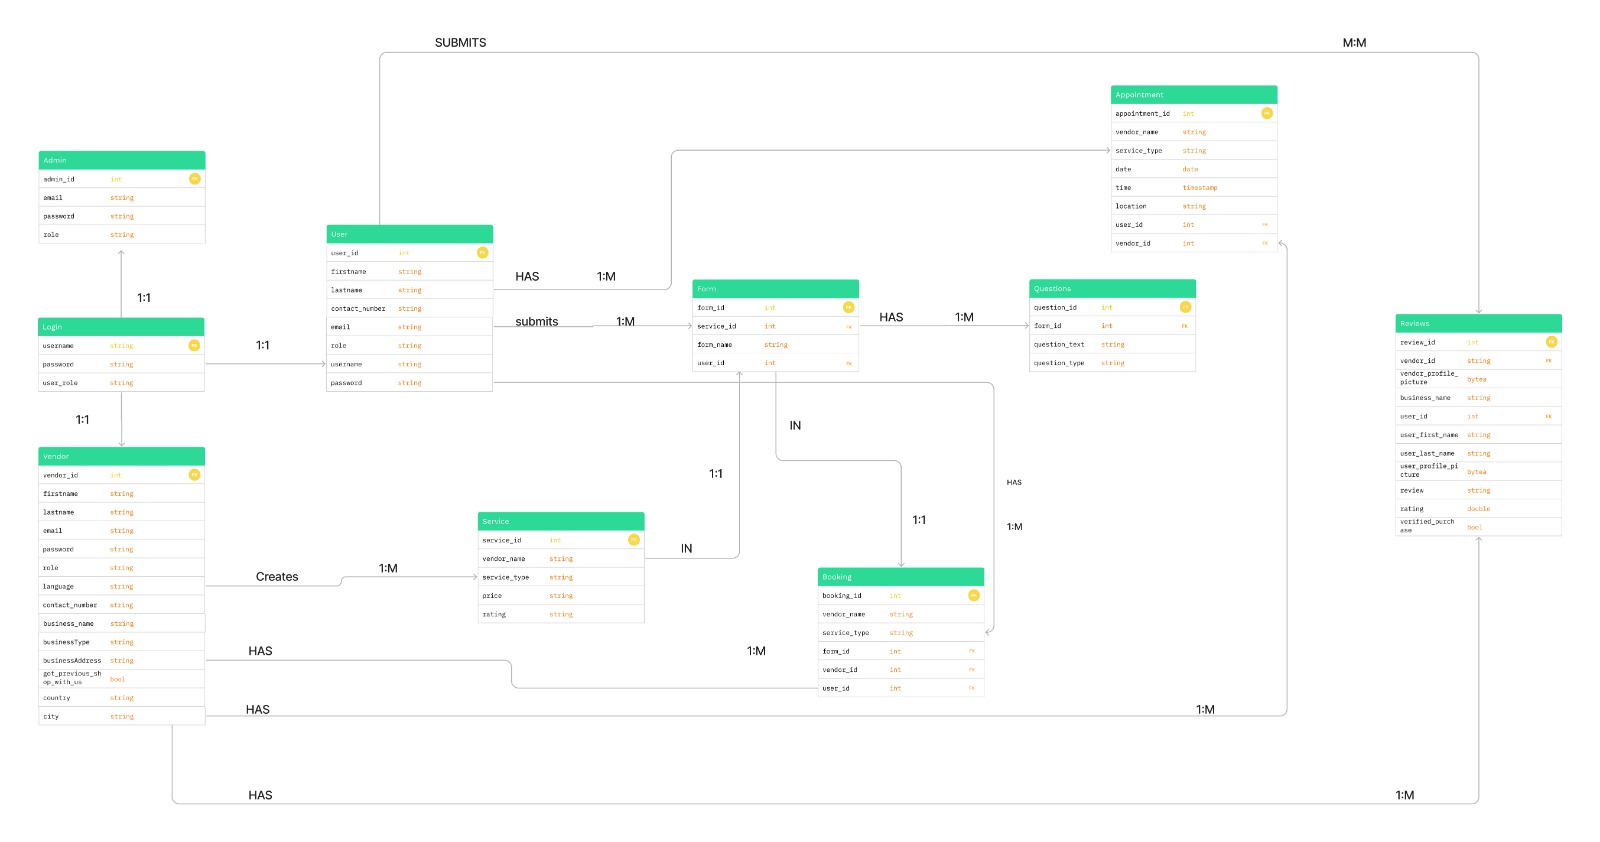 SUBMITS
M:M
Appointment
appointment_id int PK
vendor_name string
service_type string
date date
time timestamp
location string
user_id int FK
vendor_id int FK
Admin
admin_id int PK
email string
password string
role string
1:1
User
user_id int PK
firstname string
lastname string
contact_number string
email string
role string
username string
password string
HAS
1:M
submits
1:M
Form
form_id int PK
service_id int FK
form_name string
user_id int FK
HAS
1:M
Questions
question_id int PK
form_id int FK
question_text string
question_type string
Login
username string PK
password string
user_role string
1:1
1:1
Reviews
review_id int PK
vendor_id string FK
vendor_profile_
picture bytea
business_name string
user_id int FK
user_first_name string
user_last_name string
user_profile_pi
cture bytea
review string
rating double
verified_purch
ase bool
Vendor
vendor_id int PK
firstname string
lastname string
email string
password string
role string
language string
contact_number string
business_name string
businessType string
businessAddress string
got_previous_sh
op_with_us bool
country string
city string
IN
1:1
HAS
1:M
1:1
Service
service_id int PK
vendor_name string
service_type string
price string
rating string
IN
Creates
1:M
Booking
booking_id int PK
vendor_name string
service_type string
form_id int FK
vendor_id int FK
user_id int FK
HAS
1:M
HAS
1:M
HAS
1:M